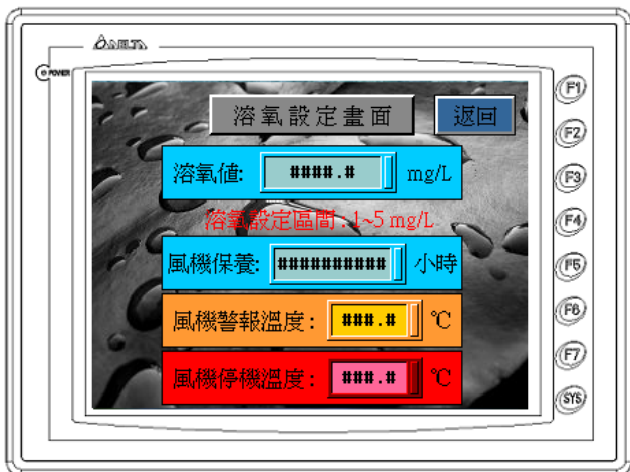 DELTA
POWER
溶氧設定畫面 返回
溶氧值: ####.# mg/L
溶氧設定區間:1~5 mg/L
風機保養: ########## 小時
風機警報溫度: ###.# ℃
風機停機溫度: ###.# ℃
F1
F2
F3
F4
F5
F6
F7
SYS